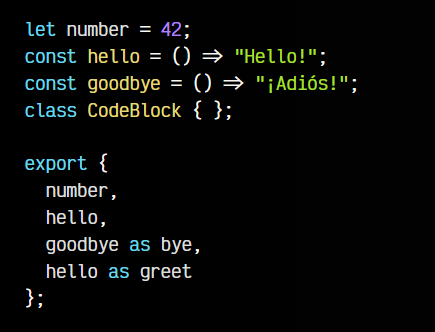 let number = 42;
const hello = () => "Hello!";
const goodbye = () => "¡Adiós!";
class CodeBlock { };

export {
  number,
  hello,
  goodbye as bye,
  hello as greet
};